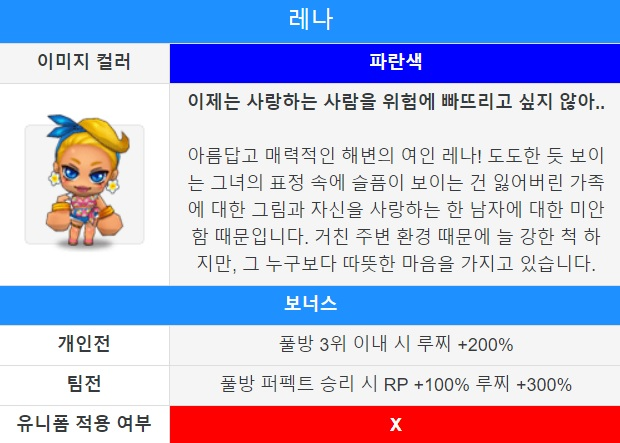 레나
이미지 컬러
파란색
이제는 사랑하는 사람을 위험에 빠뜨리고 싶지 않아..
아름답고 매력적인 해변의 여인 레나! 도도한 듯 보이
는 그녀의 표정 속에 슬픔이 보이는 건 잃어버린 가족
에 대한 그림과 자신을 사랑하는 한 남자에 대한 미안
함 때문입니다. 거친 주변 환경 때문에 늘 강한 척 하
지만, 그 누구보다 따뜻한 마음을 가지고 있습니다.
보너스
개인전
풀방 3위 이내 시 루찌 +200%
팀전
풀방 퍼펙트 승리 시 RP +100% 루찌 +300%
유니폼 적용 여부
X